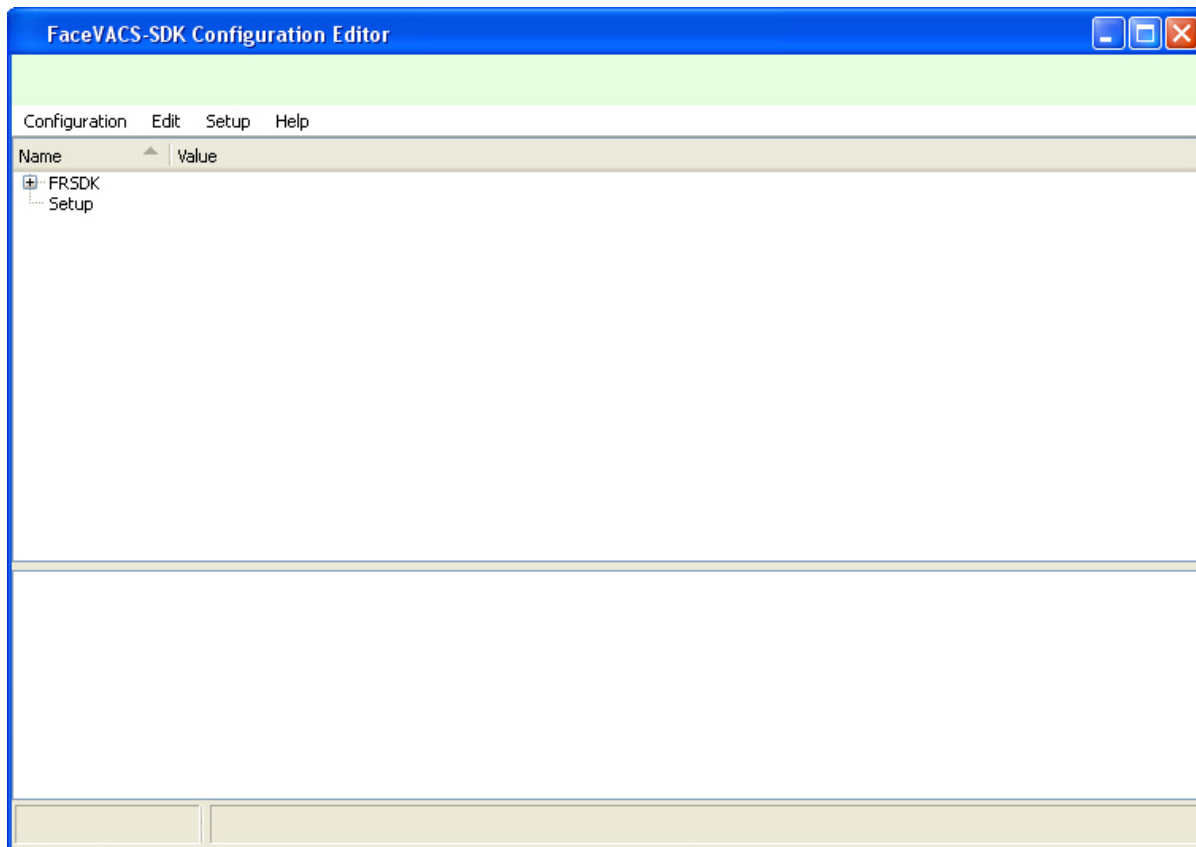 FaceVACS-SDK Configuration Editor
Configuration Edit Setup Help
Name Value
FRSDK
Setup